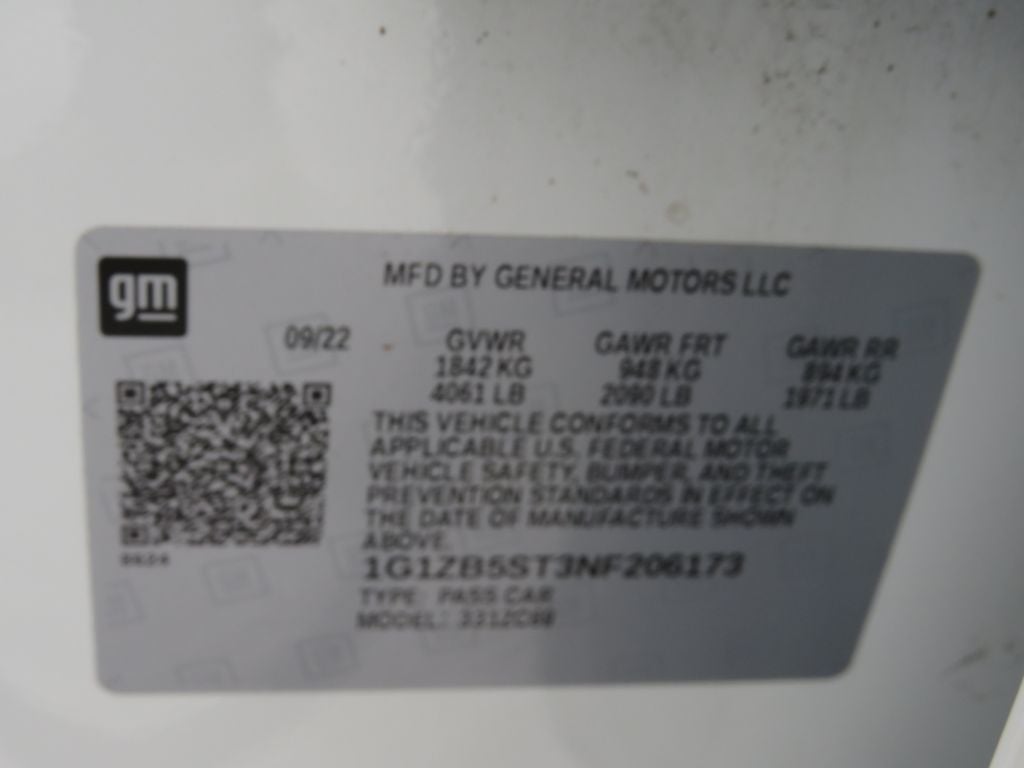 gm
MFD BY GENERAL MOTORS LLC
09/22 GVWR GAWR FRT GAWR RR
1842 KG 948 KG 894 KG
4061 LB 2090 LB 1971 LB
THIS VEHICLE CONFORMS TO ALL
APPLICABLE U.S. FEDERAL MOTOR
VEHICLE SAFETY, BUMPER, AND THEFT
PREVENTION STANDARDS IN EFFECT ON
THE DATE OF MANUFACTURE SHOWN
ABOVE.
1G1ZB5ST3NF206173
TYPE: PASS CAR
MODEL: